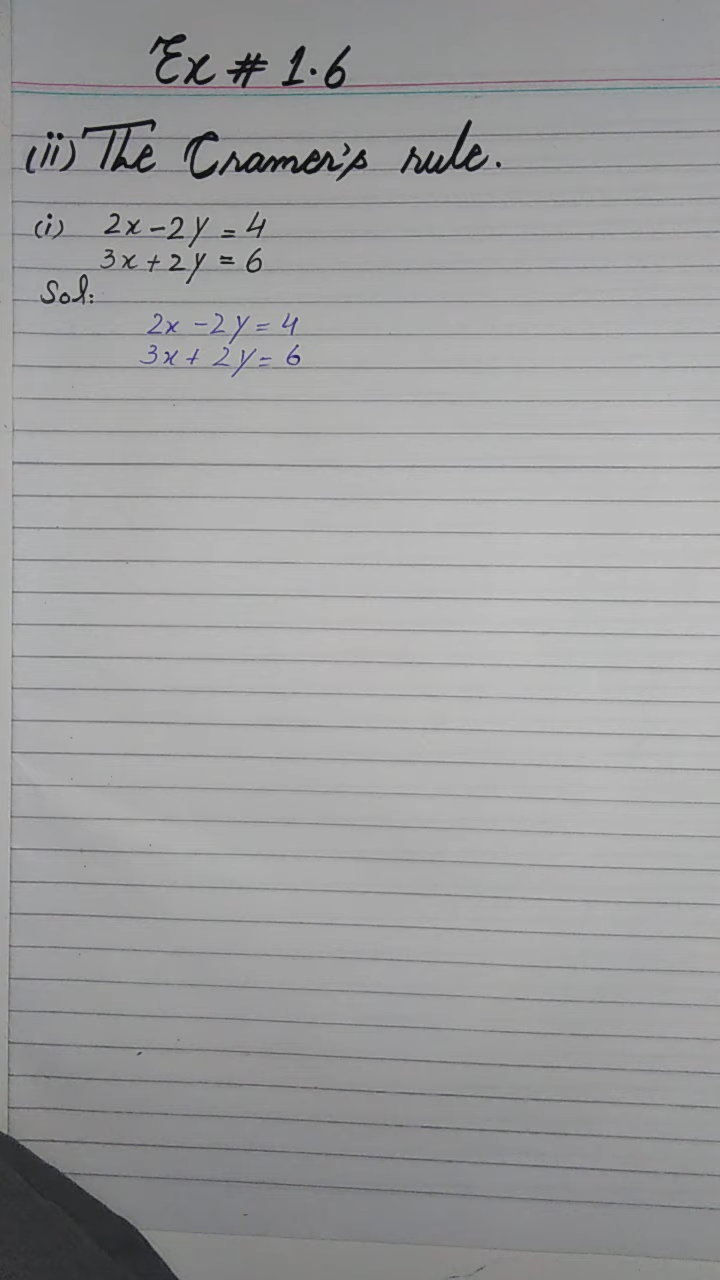 Ex # 1.6
(ii) The Cramer's rule.
(i) 2x - 2y = 4
3x + 2y = 6
Sol:
2x - 2y = 4
3x + 2y = 6